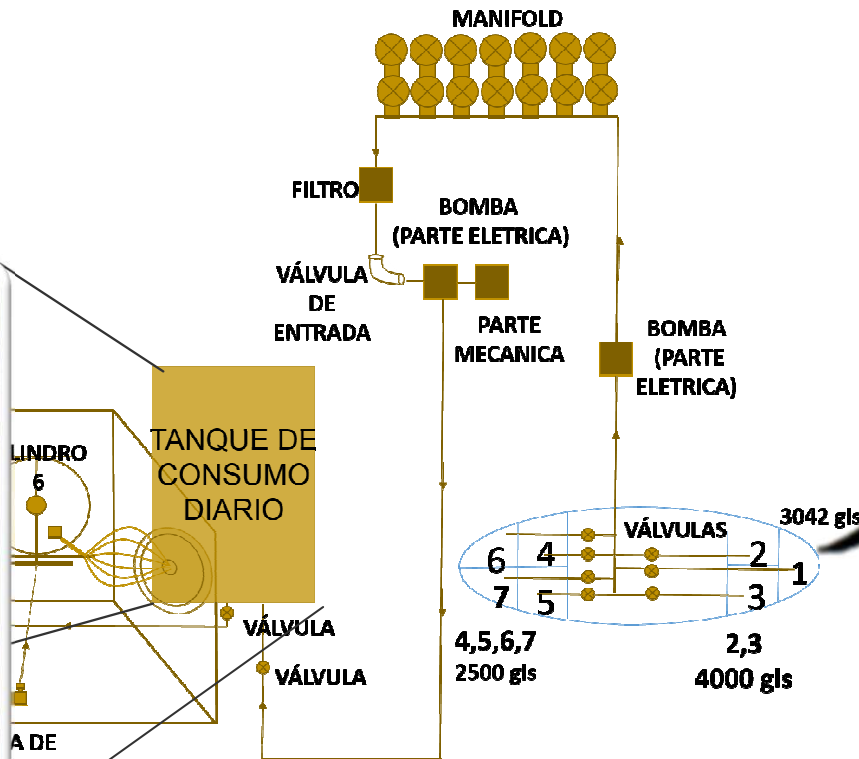 MANIFOLD
FILTRO
BOMBA
(PARTE ELETRICA)
VÁLVULA
DE
ENTRADA
PARTE
MECANICA
BOMBA
(PARTE
ELETRICA)
TANQUE DE
CONSUMO
DIARIO
LINDRO
6
3042 gls
VÁLVULAS
6
4
2
1
7
5
3
VÁLVULA
VÁLVULA
4,5,6,7
2500 gls
2,3
4000 gls
A DE